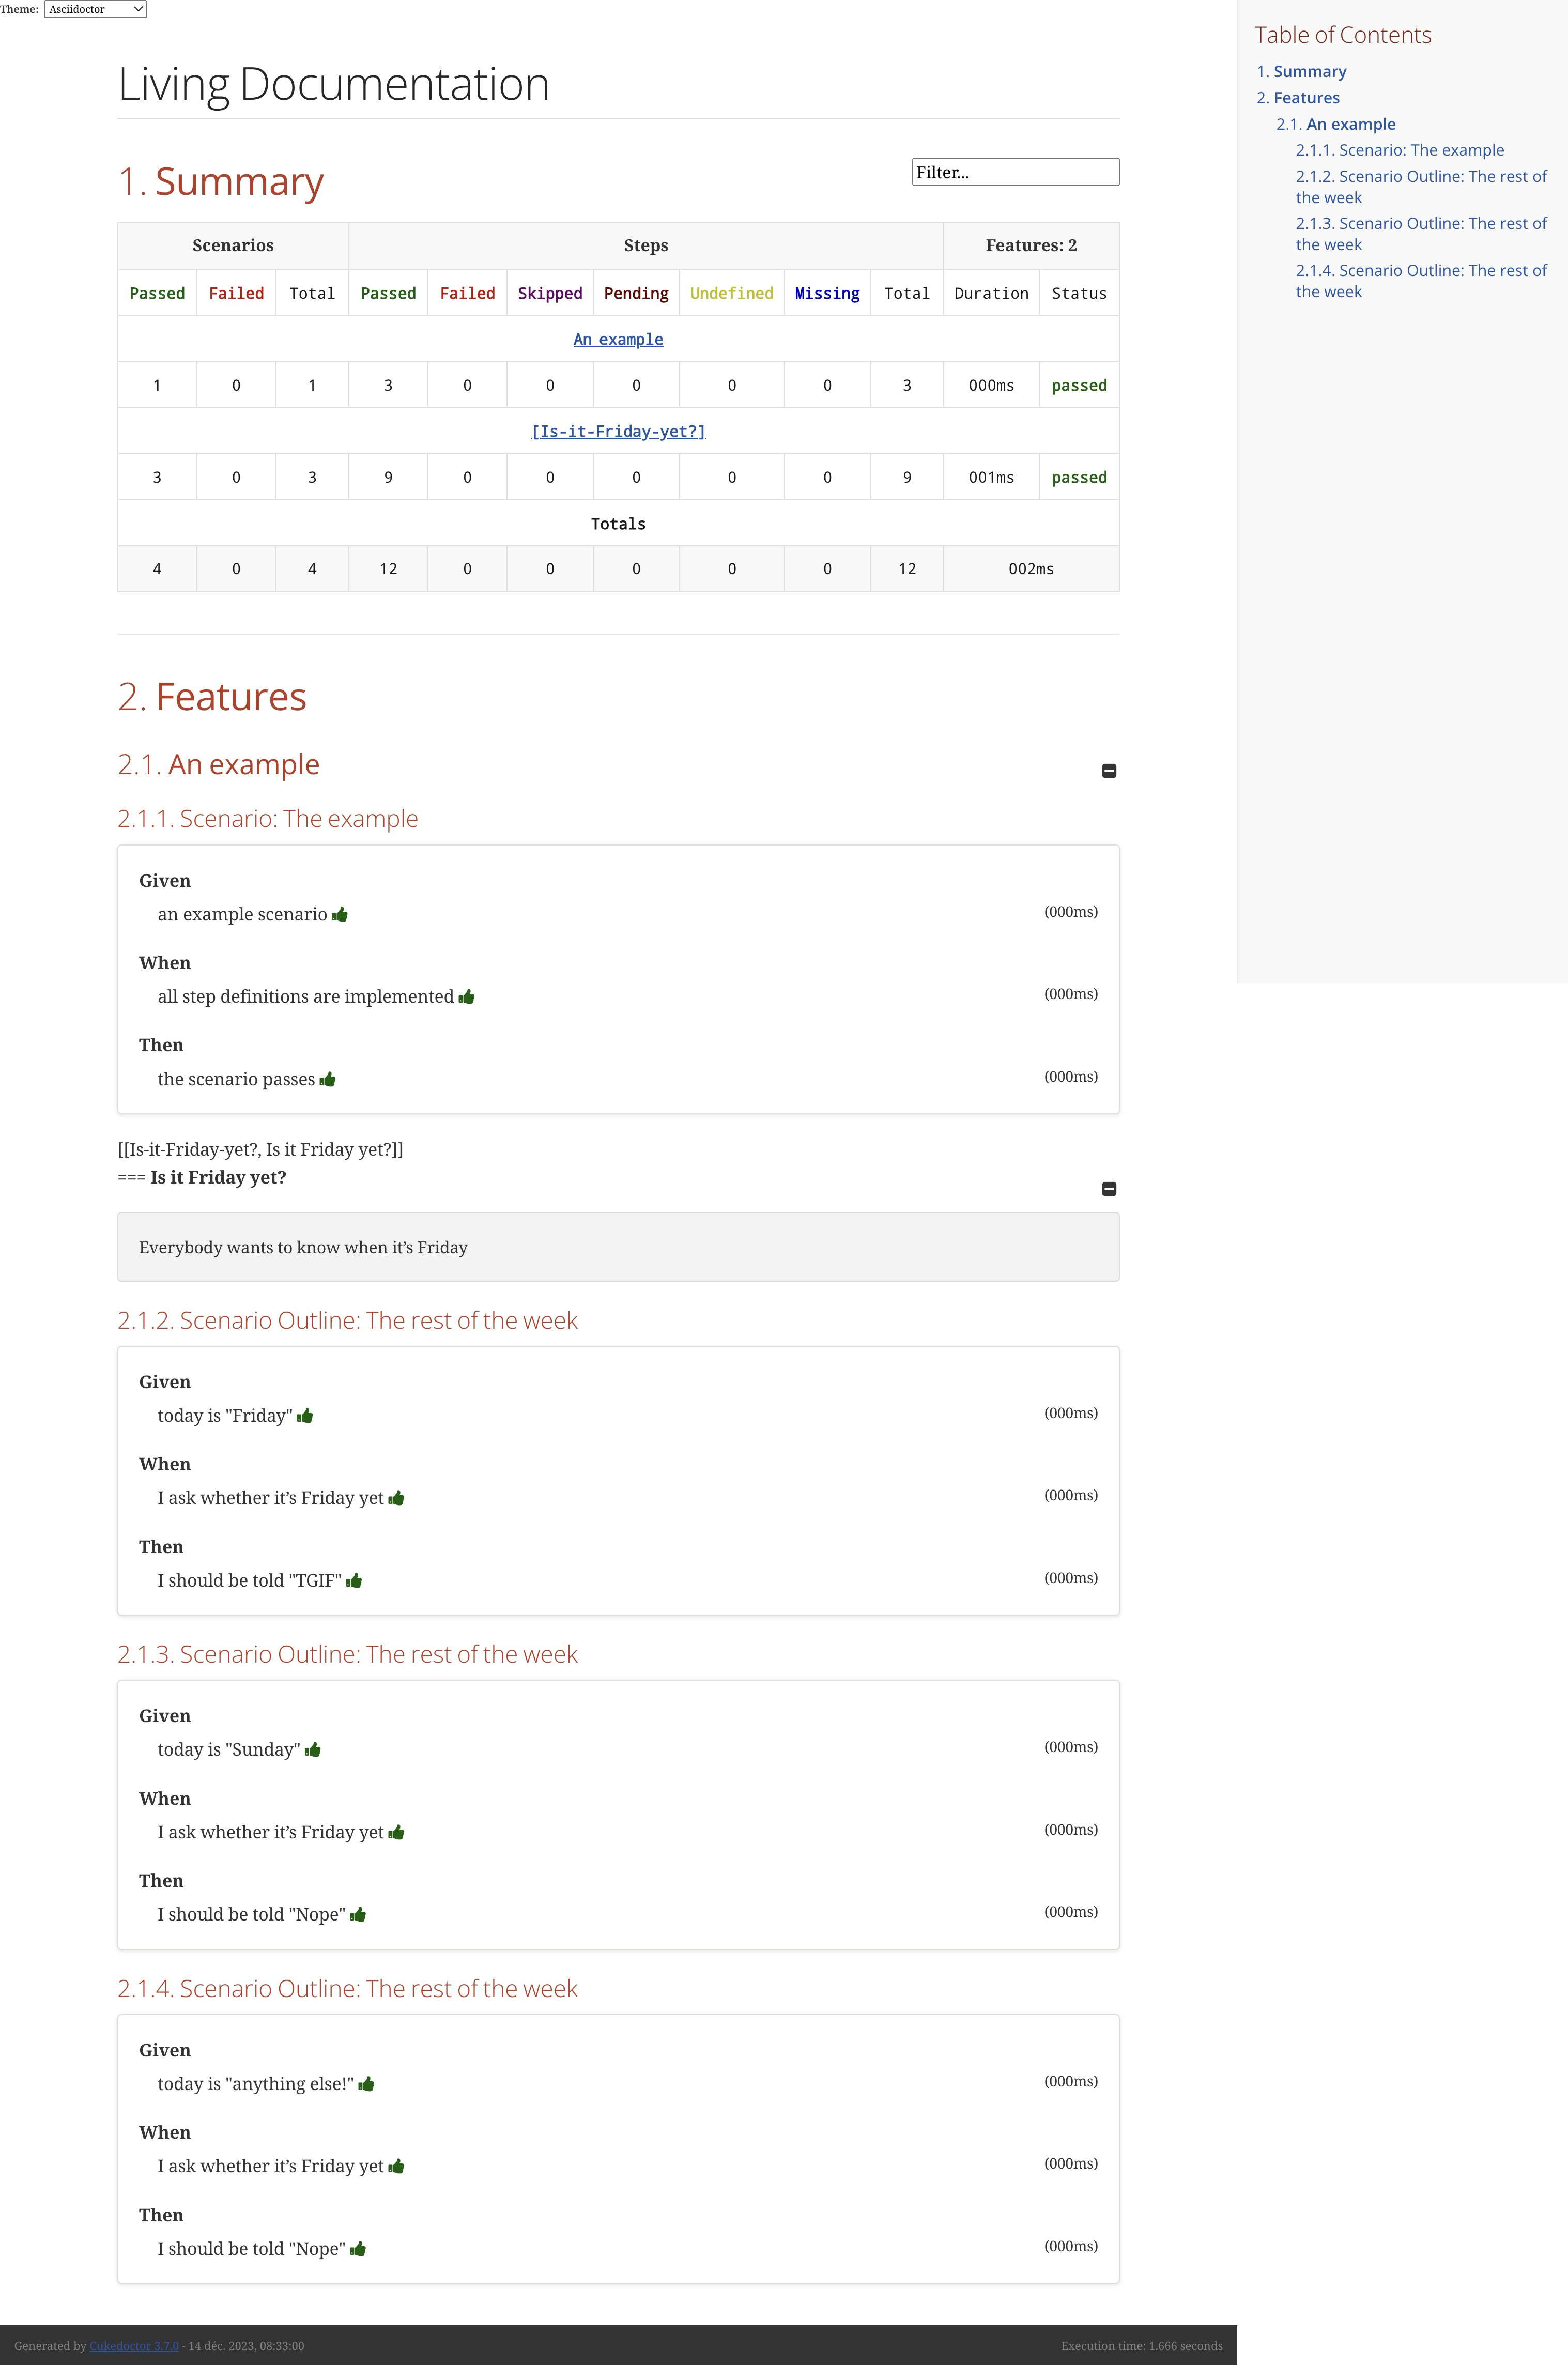 Theme: Asciidoctor
Living Documentation
1. Summary
Filter...
Scenarios Steps Features: 2
Passed Failed Total Passed Failed Skipped Pending Undefined Missing Total Duration Status
An example
1 0 1 3 0 0 0 0 0 3 000ms passed
[Is-it-Friday-yet?]
3 0 3 9 0 0 0 0 0 9 001ms passed
Totals
4 0 4 12 0 0 0 0 0 12 002ms
2. Features
2.1. An example
2.1.1. Scenario: The example
Given
an example scenario (000ms)
When
all step definitions are implemented (000ms)
Then
the scenario passes (000ms)
[[Is-it-Friday-yet?, Is it Friday yet?]]
=== Is it Friday yet?
Everybody wants to know when it’s Friday
2.1.2. Scenario Outline: The rest of the week
Given
today is "Friday" (000ms)
When
I ask whether it’s Friday yet (000ms)
Then
I should be told "TGIF" (000ms)
2.1.3. Scenario Outline: The rest of the week
Given
today is "Sunday" (000ms)
When
I ask whether it’s Friday yet (000ms)
Then
I should be told "Nope" (000ms)
2.1.4. Scenario Outline: The rest of the week
Given
today is "anything else!" (000ms)
When
I ask whether it’s Friday yet (000ms)
Then
I should be told "Nope" (000ms)
Generated by Cukedoctor 3.7.0 - 14 déc. 2023, 08:33:00 Execution time: 1.666 seconds
Table of Contents
1. Summary
2. Features
2.1. An example
2.1.1. Scenario: The example
2.1.2. Scenario Outline: The rest of
the week
2.1.3. Scenario Outline: The rest of
the week
2.1.4. Scenario Outline: The rest of
the week